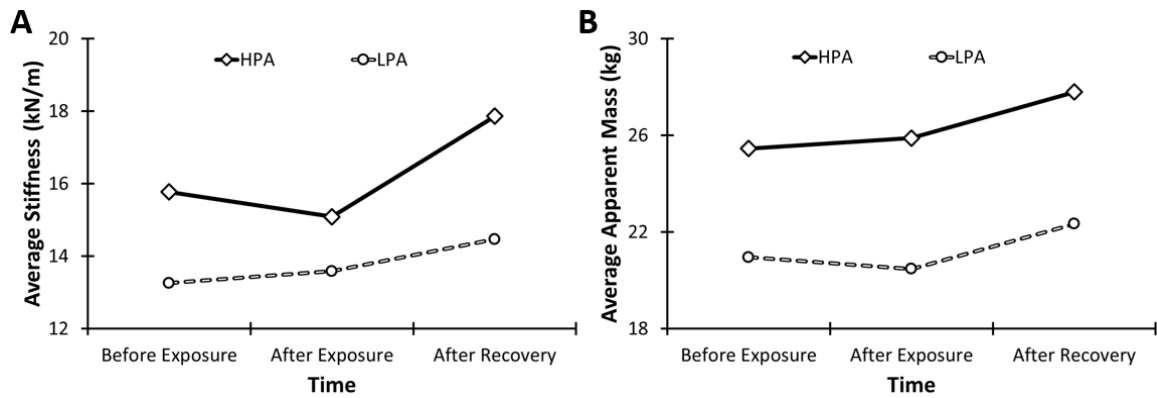 A
Average Stiffness (kN/m)
20
18
16
14
12
HPA
LPA
Before Exposure
After Exposure
After Recovery
Time
B
Average Apparent Mass (kg)
30
26
22
18
HPA
LPA
Before Exposure
After Exposure
After Recovery
Time